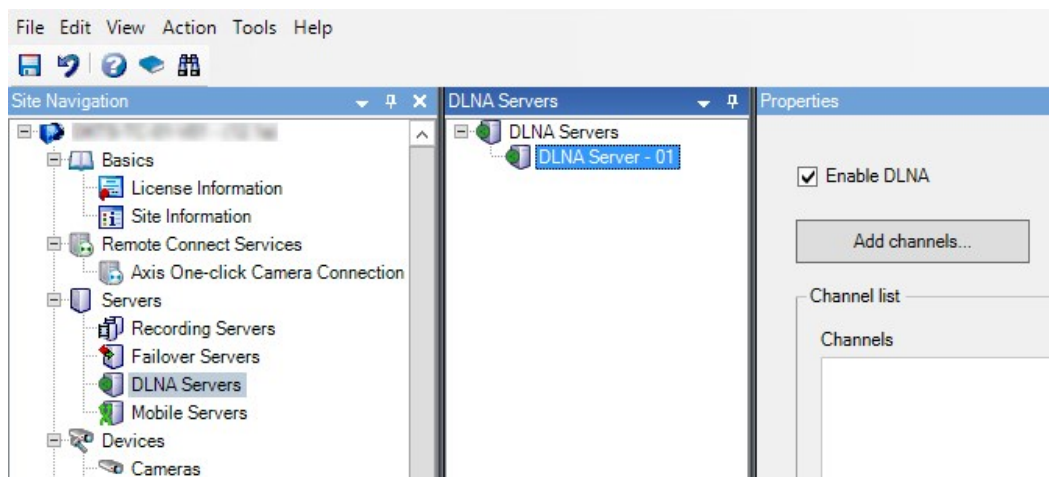 File Edit View Action Tools Help
Site Navigation
Basics
License Information
Site Information
Remote Connect Services
Axis One-click Camera Connection
Servers
Recording Servers
Failover Servers
DLNA Servers
Mobile Servers
Devices
Cameras
DLNA Servers
DLNA Servers
DLNA Server - 01
Properties
Enable DLNA
Add channels...
Channel list
Channels